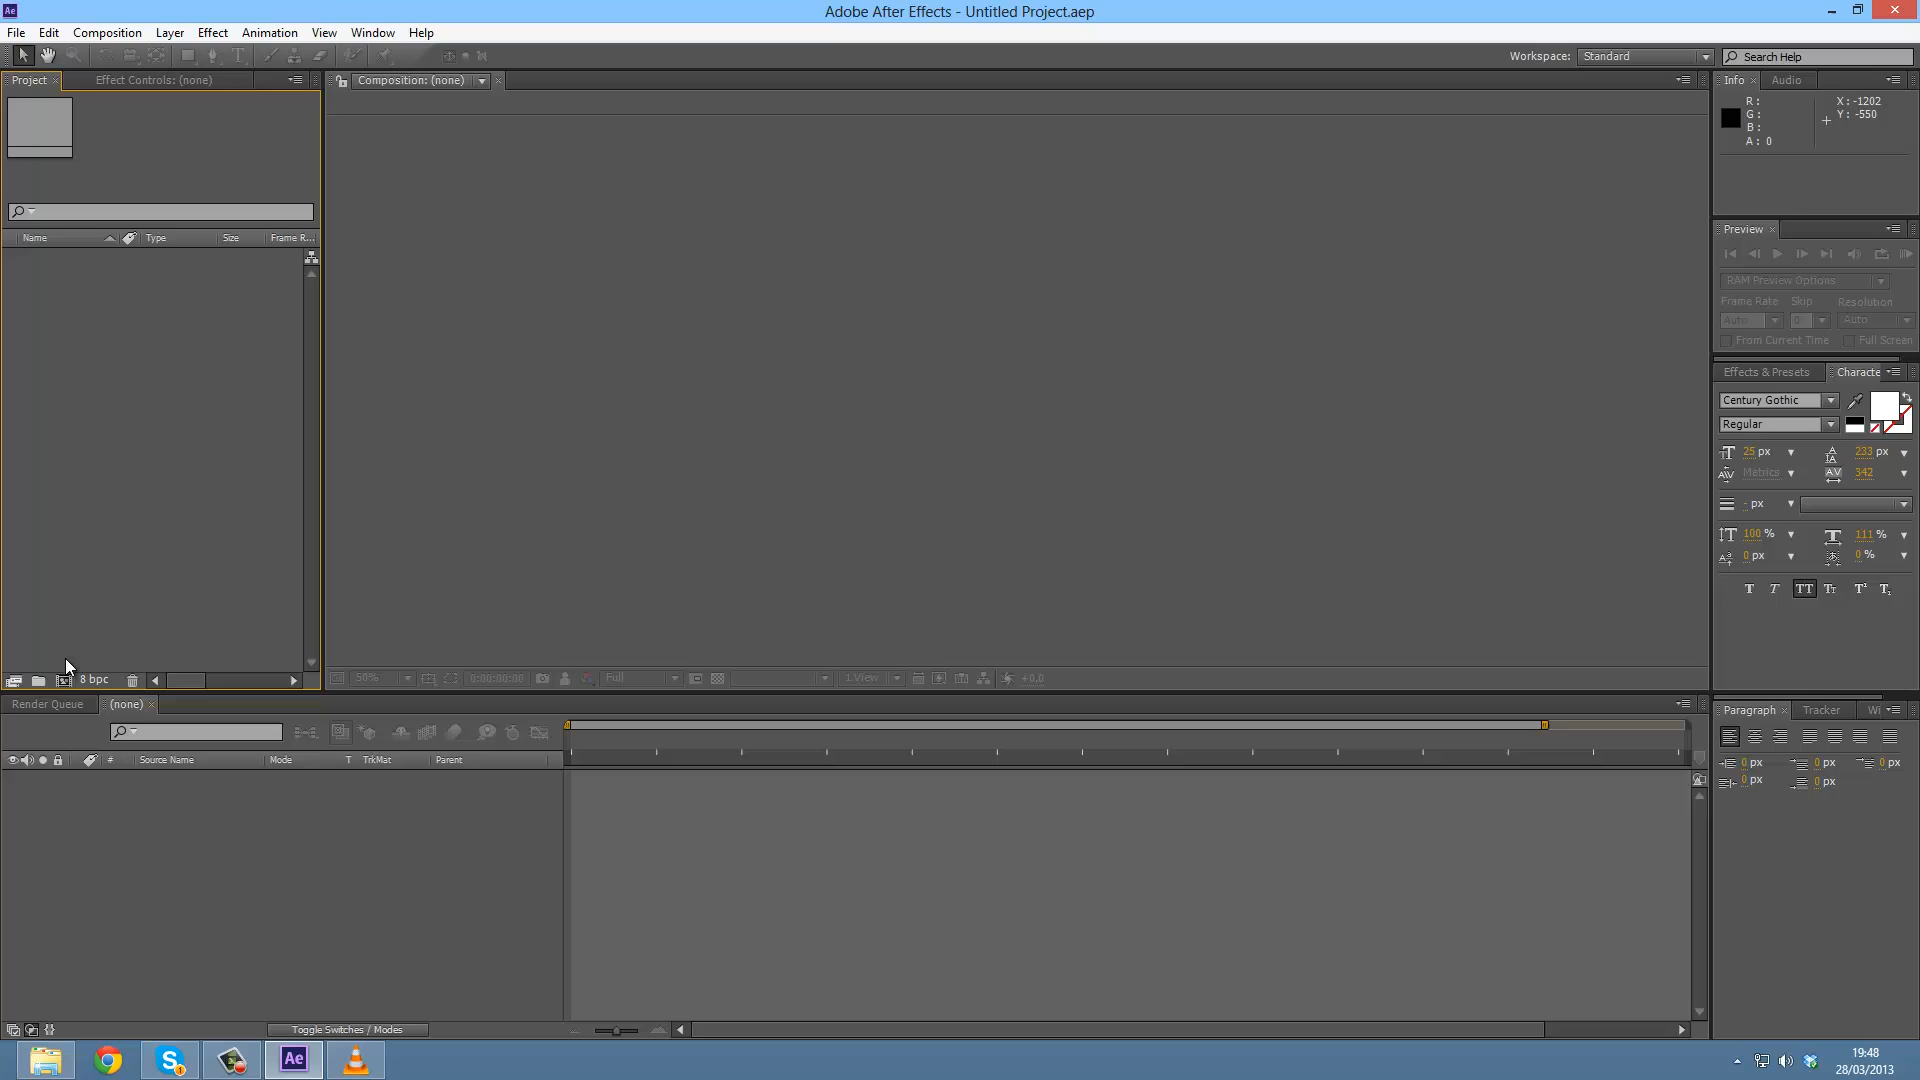 Ae
Adobe After Effects - Untitled Project.aep
File Edit Composition Layer Effect Animation View Window Help
Workspace: Standard Search Help
Project Effect Controls: (none) Composition: (none) Info Audio
R: X: -1202
G: Y: -550
B:
A: 0
Preview
Name Type Size Frame R...
RAM Preview Options
Frame Rate Skip Resolution
Auto 0 Auto
From Current Time Full Screen
Effects & Presets Characte
Century Gothic
Regular
25 px 233 px
Metrics 342
- px
100 % 111 %
0 px 0 %
T T TT Tt T¹ T₁
8 bpc 50% 0:00:00:00 Full 1 View +0.0
Render Queue (none) Paragraph Tracker Wi
# Source Name Mode T TrkMat Parent
0 px 0 px 0 px
0 px 0 px
Toggle Switches / Modes
Ae
19:48
28/03/2013